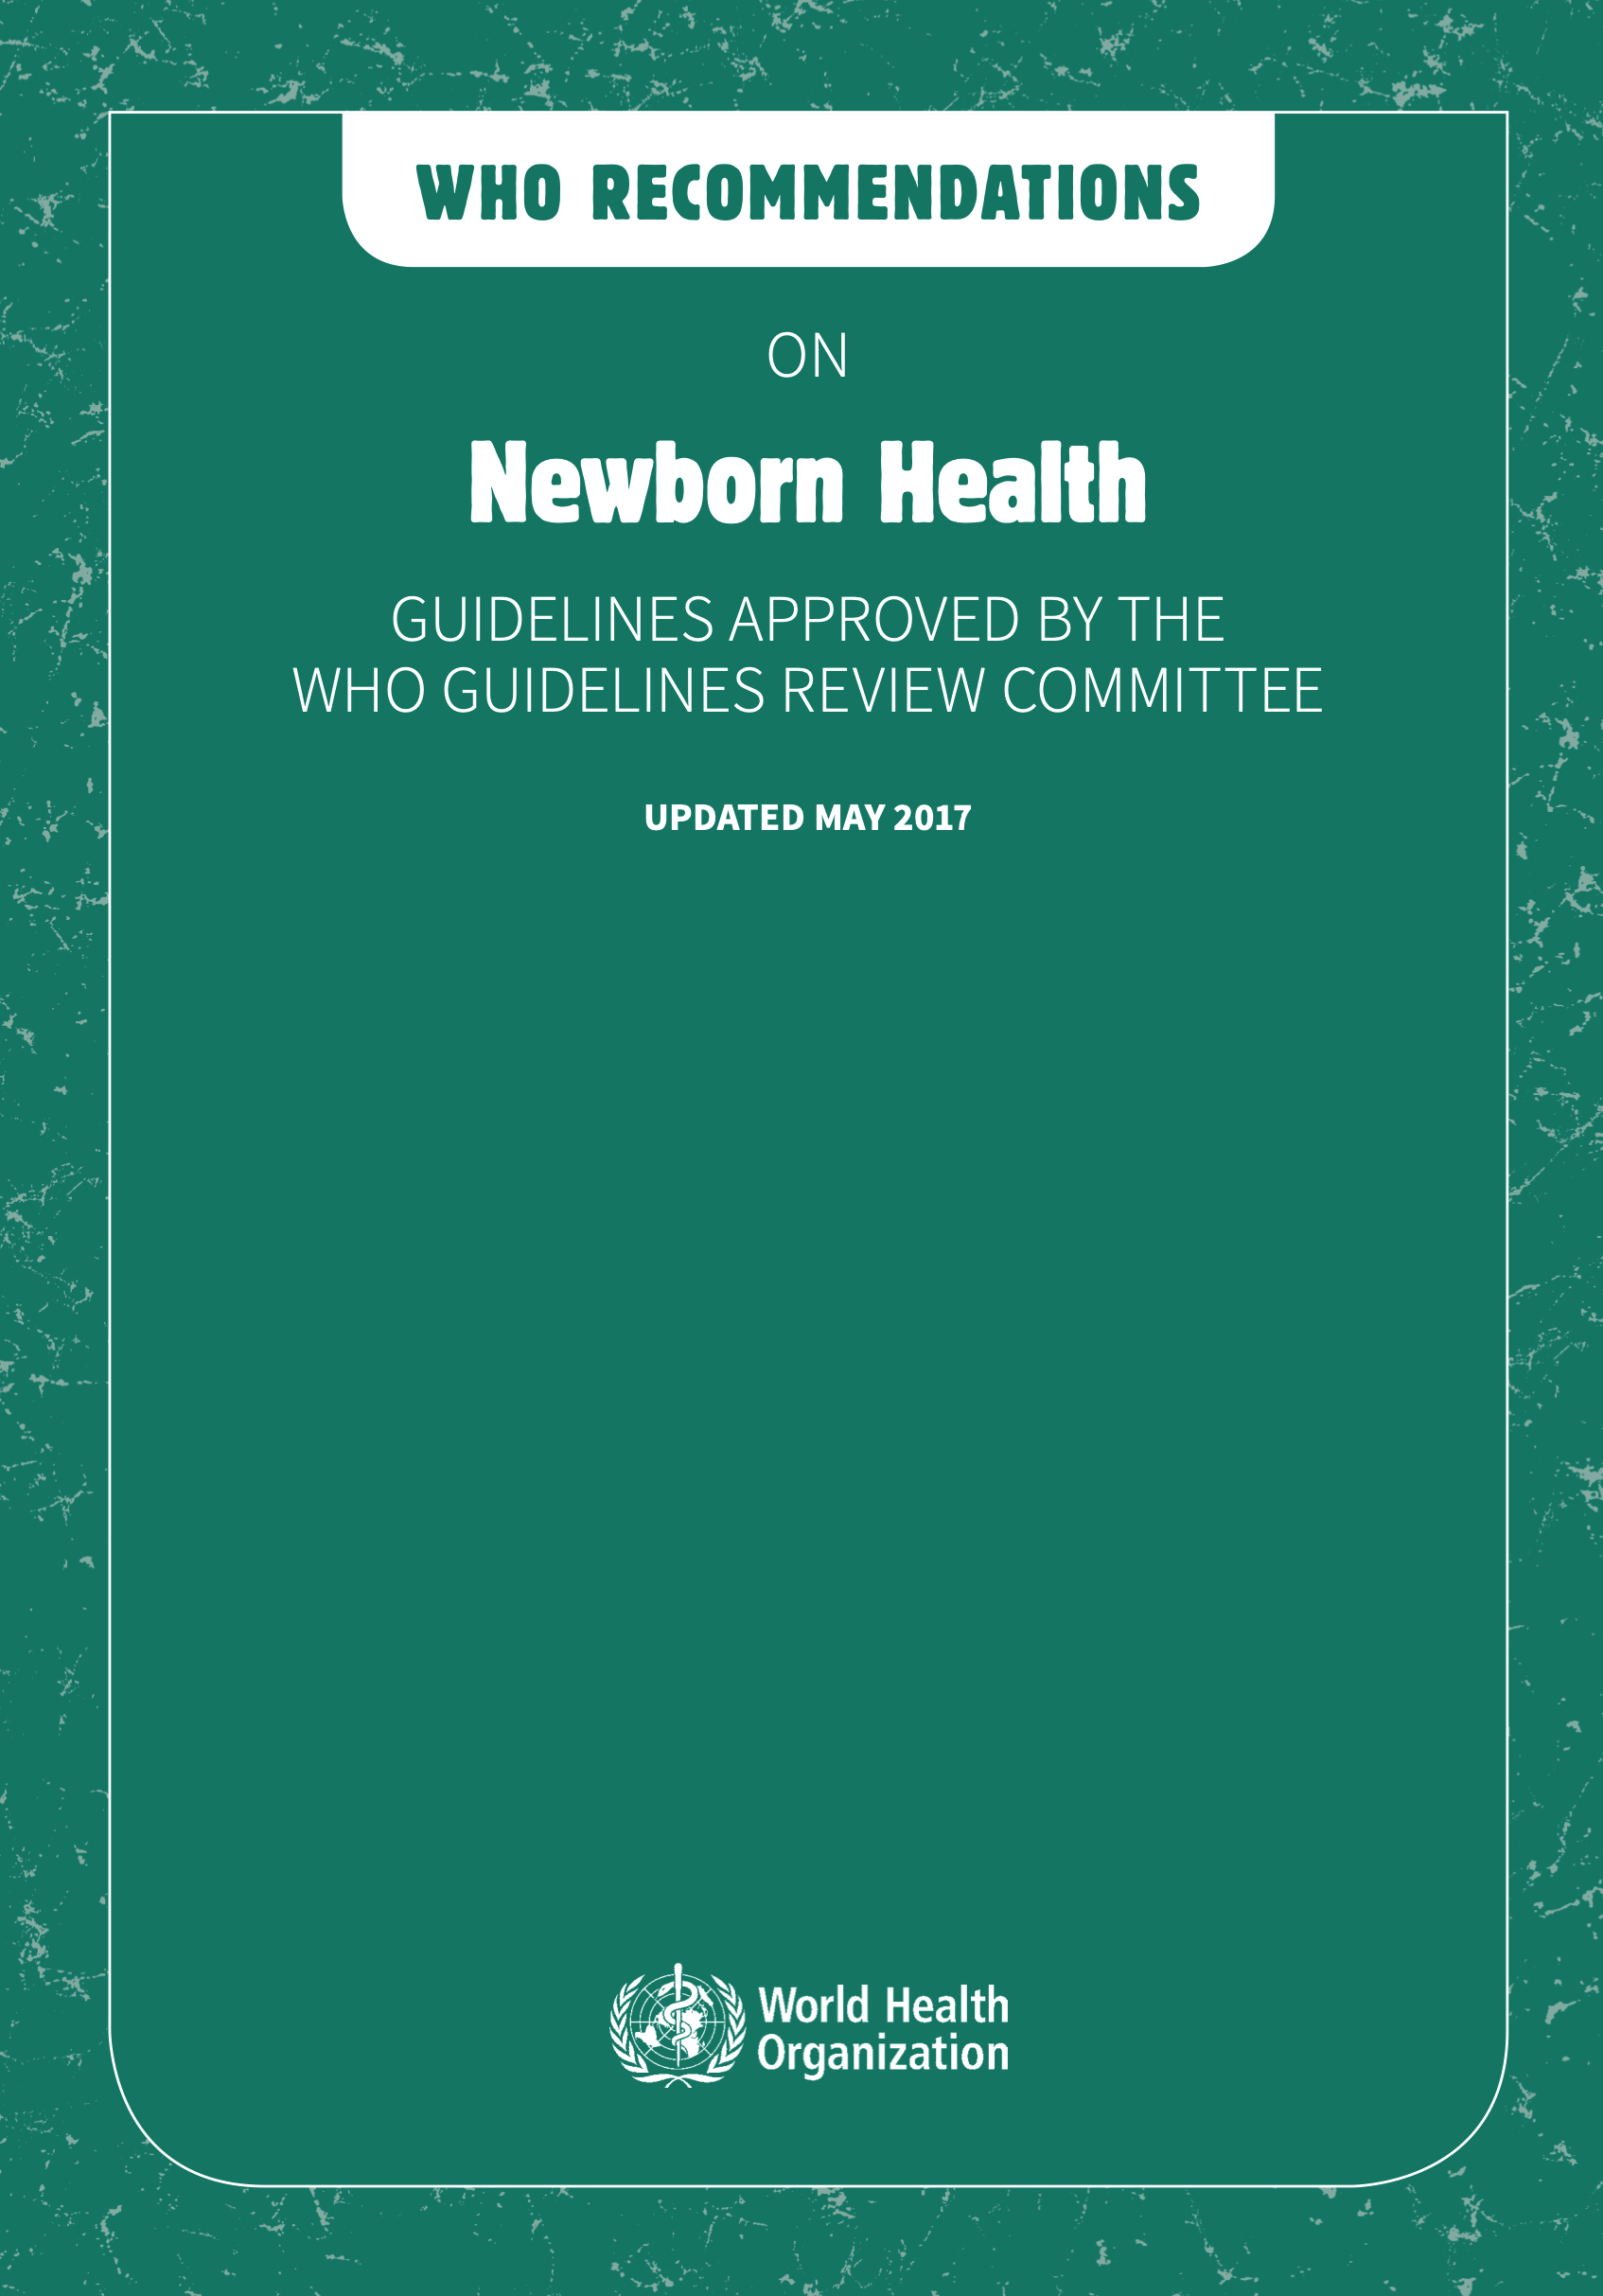 WHO RECOMMENDATIONS
ON
Newborn Health
GUIDELINES APPROVED BY THE
WHO GUIDELINES REVIEW COMMITTEE
UPDATED MAY 2017
World Health
Organization